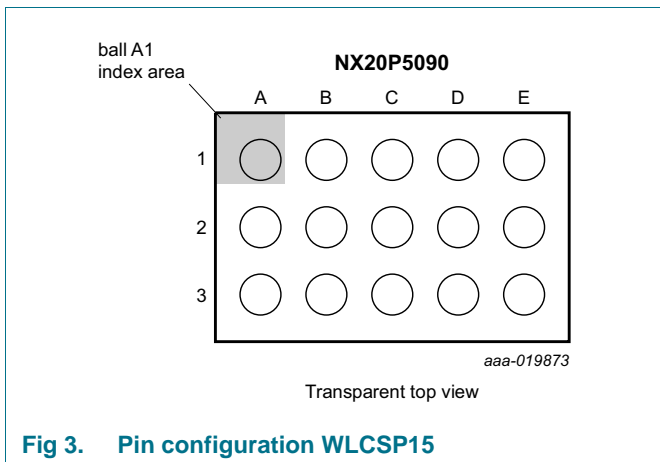 ball A1
index area
NX20P5090
A B C D E
1
2
3
aaa-019873
Transparent top view
Fig 3. Pin configuration WLCSP15